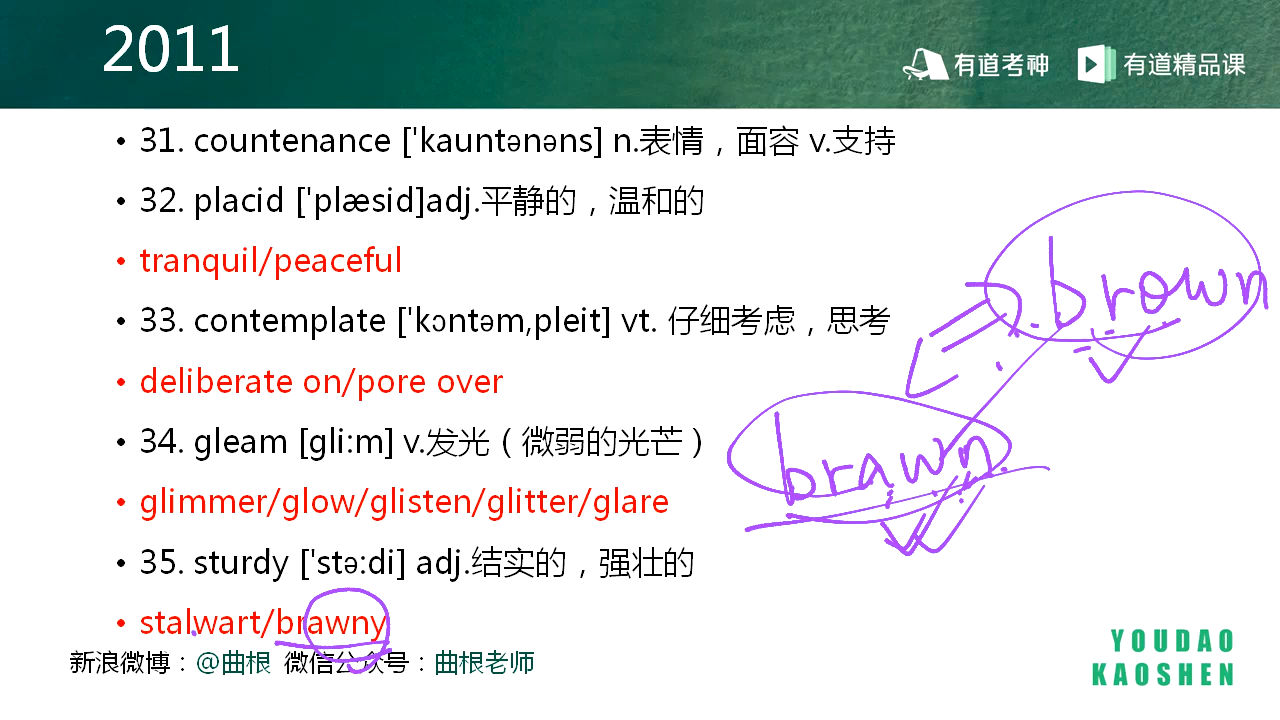 2011
有道考神 有道精品课
• 31. countenance ['kauntənəns] n.表情，面容 v.支持
• 32. placid ['plæsid]adj.平静的，温和的
• tranquil/peaceful
• 33. contemplate ['kɔntəm,pleit] vt. 仔细考虑，思考
• deliberate on/pore over
• 34. gleam [gli:m] v.发光（微弱的光芒）
• glimmer/glow/glisten/glitter/glare
• 35. sturdy ['stə:di] adj.结实的，强壮的
• stalwart/brawny
brown
brawn
新浪微博：@曲根 微信公众号：曲根老师
YOUDAO
KAOSHEN